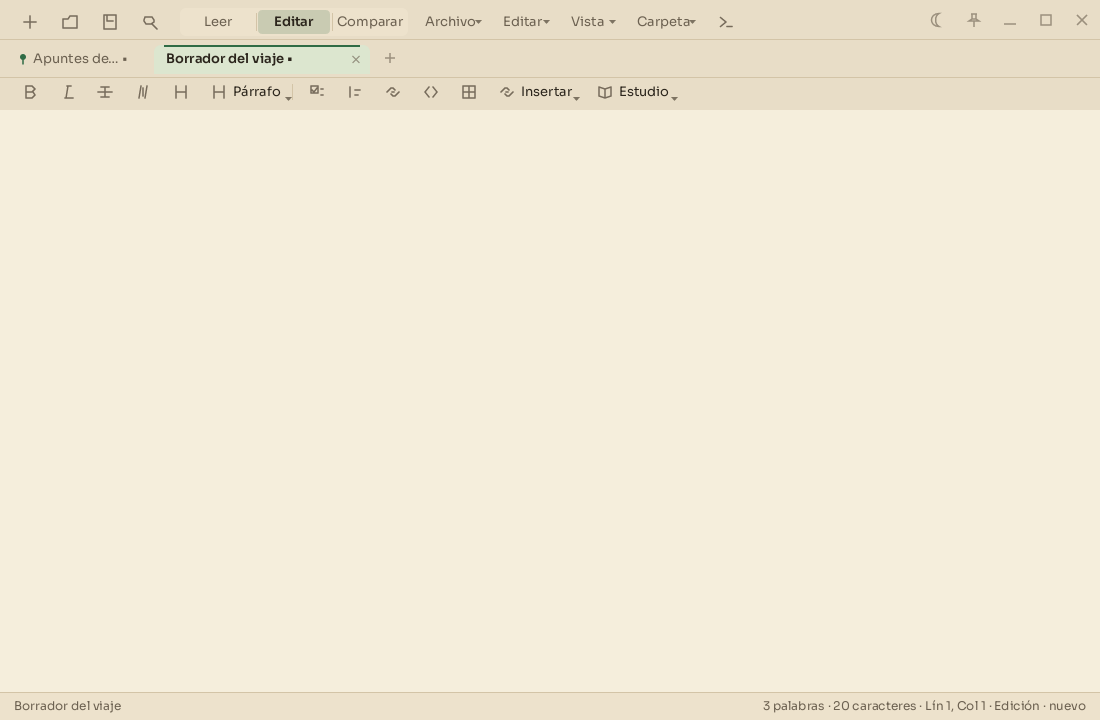 Leer Editar Comparar Archivo Editar Vista Carpeta
Apuntes de... • Borrador del viaje •
Párrafo Insertar Estudio
Borrador del viaje 3 palabras · 20 caracteres · Lín 1, Col 1 · Edición · nuevo